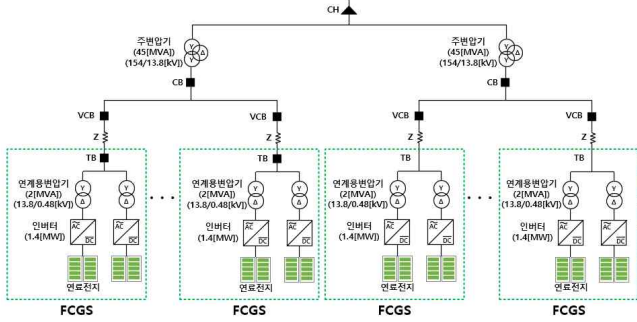 CH
주변압기
(45[MVA])
(154/13.8[kV])
Y
Y
Δ
주변압기
(45[MVA])
(154/13.8[kV])
Y
Y
Δ
CB
CB
VCB
VCB
VCB
VCB
Z
Z
Z
Z
TB
TB
TB
TB
연계용변압기
(2[MVA])
(13.8/0.48[kV])
Y
Δ
Y
Δ
연계용변압기
(2[MVA])
(13.8/0.48[kV])
Y
Δ
Y
Δ
연계용변압기
(2[MVA])
(13.8/0.48[kV])
Y
Δ
Y
Δ
연계용변압기
(2[MVA])
(13.8/0.48[kV])
Y
Δ
Y
Δ
인버터
(1.4[MW])
AC
DC
AC
DC
인버터
(1.4[MW])
AC
DC
AC
DC
인버터
(1.4[MW])
AC
DC
AC
DC
인버터
(1.4[MW])
AC
DC
AC
DC
연료전지
연료전지
연료전지
연료전지
FCGS
FCGS
FCGS
FCGS